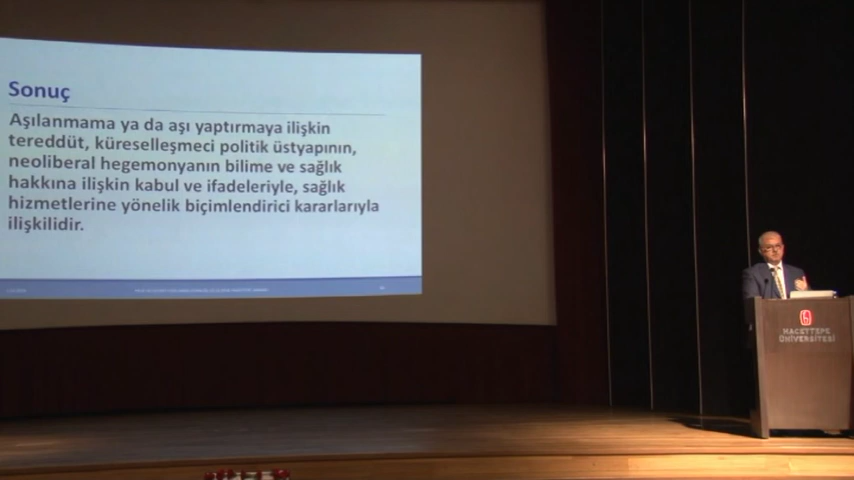 Sonuç
Aşılanmama ya da aşı yaptırmaya ilişkin
tereddüt, küreselleşmeci politik üstyapının,
neoliberal hegemonyanın bilime ve sağlık
hakkına ilişkin kabul ve ifadeleriyle, sağlık
hizmetlerine yönelik biçimlendirici kararlarıyla
ilişkilidir.
HACETTEPE
ÜNİVERSİTESİ